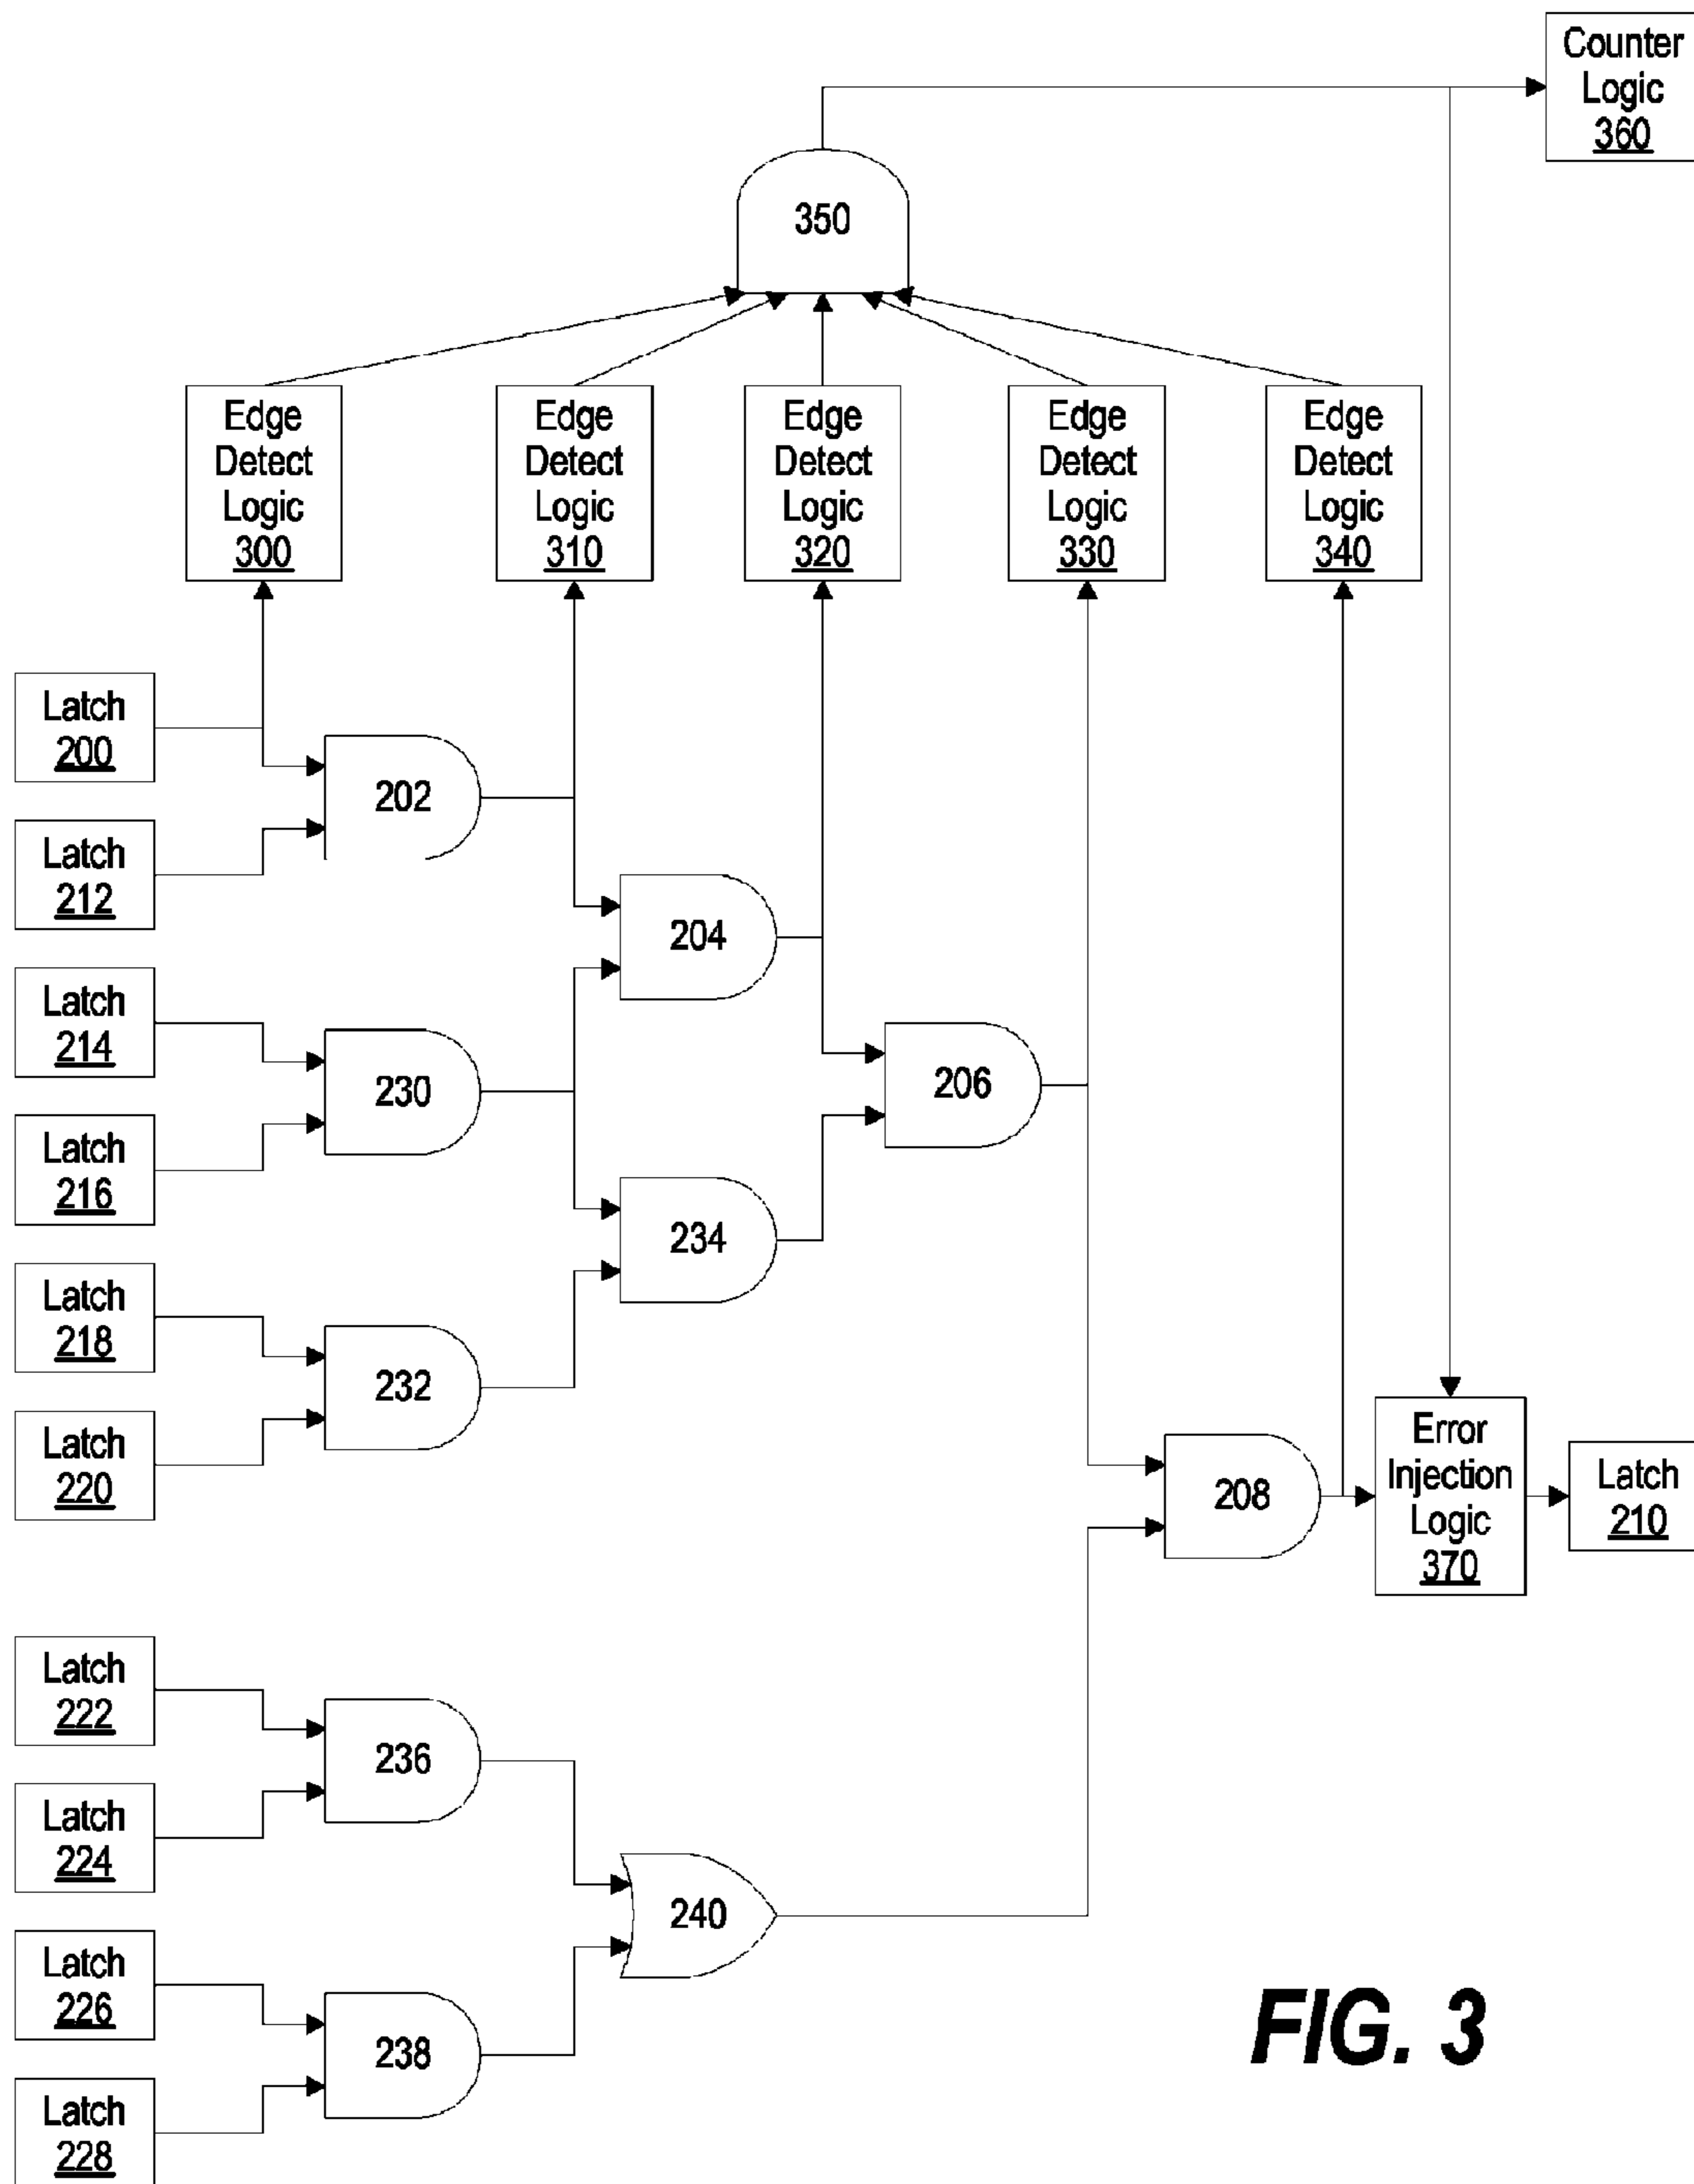 Counter
Logic
360
350
Edge
Detect
Logic
300
Edge
Detect
Logic
310
Edge
Detect
Logic
320
Edge
Detect
Logic
330
Edge
Detect
Logic
340
Latch
200
202
Latch
212
204
Latch
214
230
206
Latch
216
234
Latch
218
232
Latch
220
208
Error
Injection
Logic
370
Latch
210
Latch
222
236
Latch
224
240
Latch
226
238
Latch
228
FIG. 3